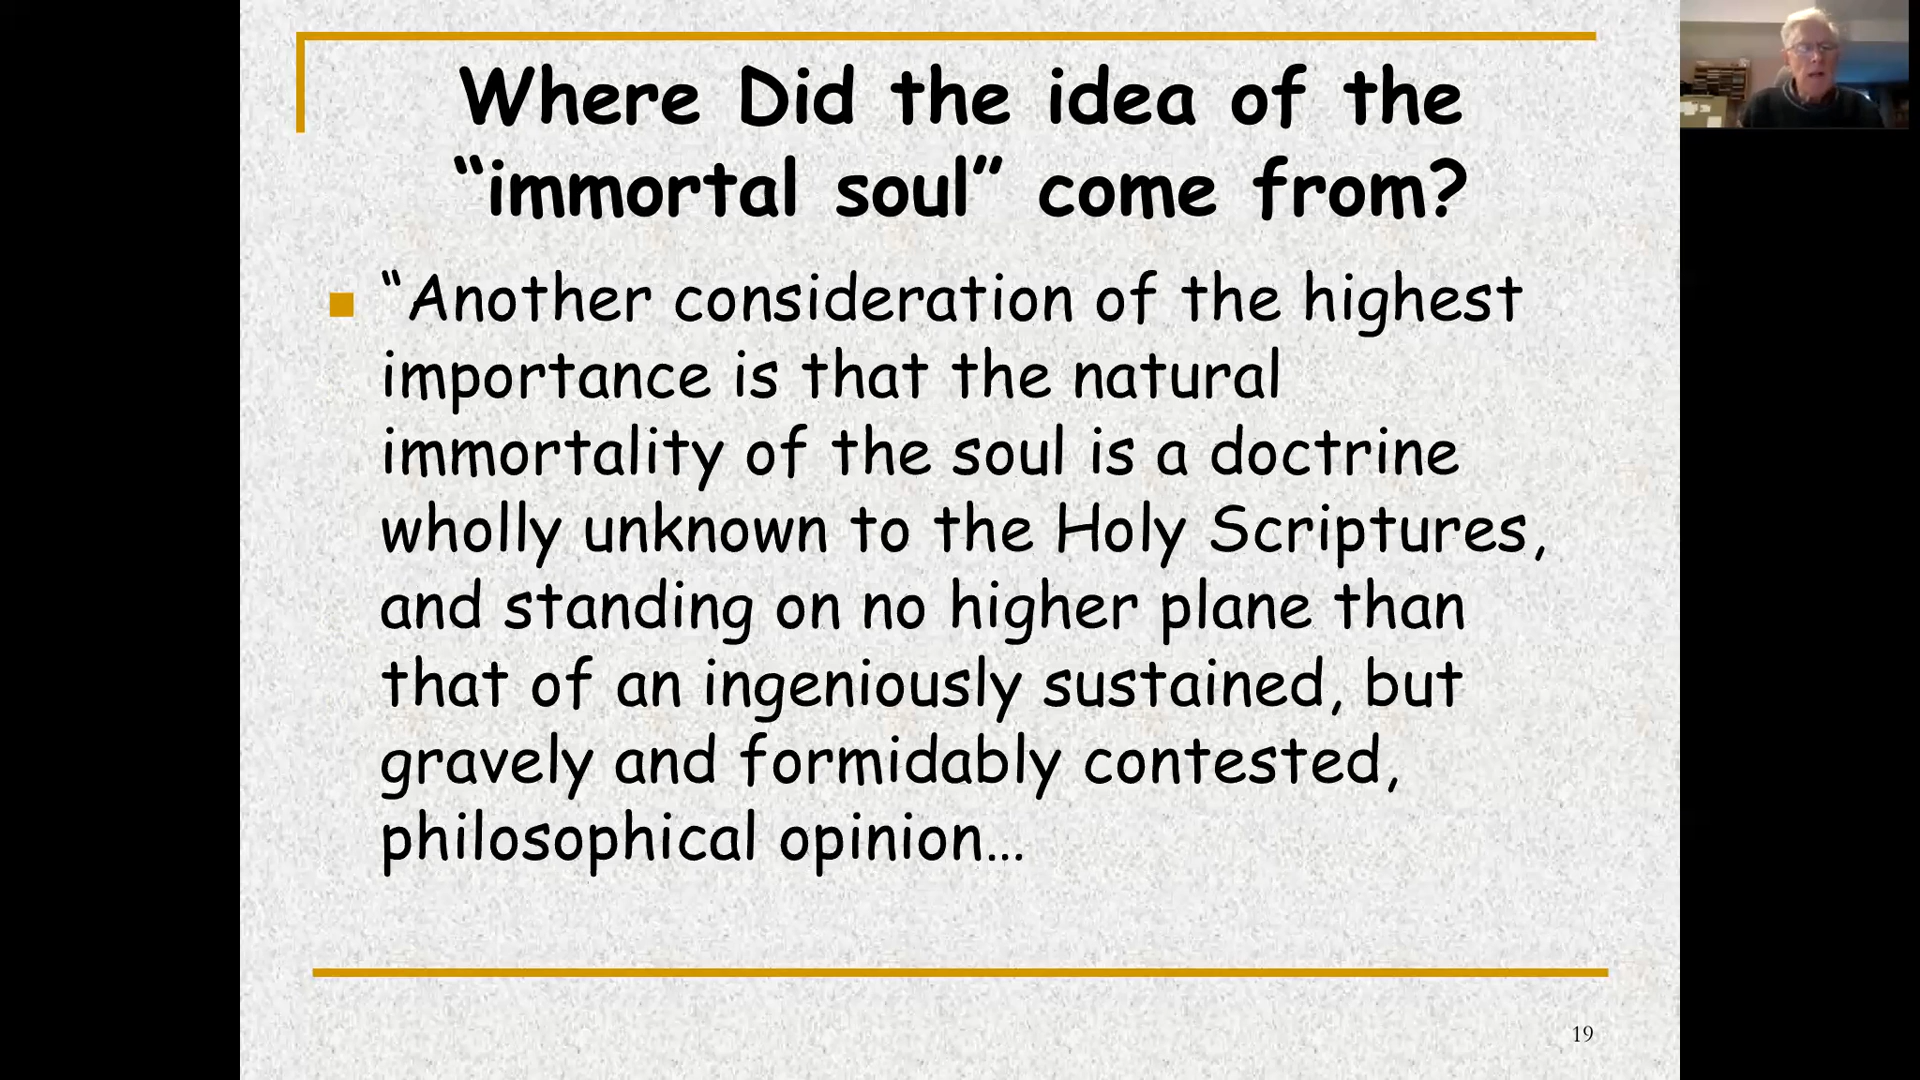 Where Did the idea of the
“immortal soul” come from?
“Another consideration of the highest
importance is that the natural
immortality of the soul is a doctrine
wholly unknown to the Holy Scriptures,
and standing on no higher plane than
that of an ingeniously sustained, but
gravely and formidably contested,
philosophical opinion…
19